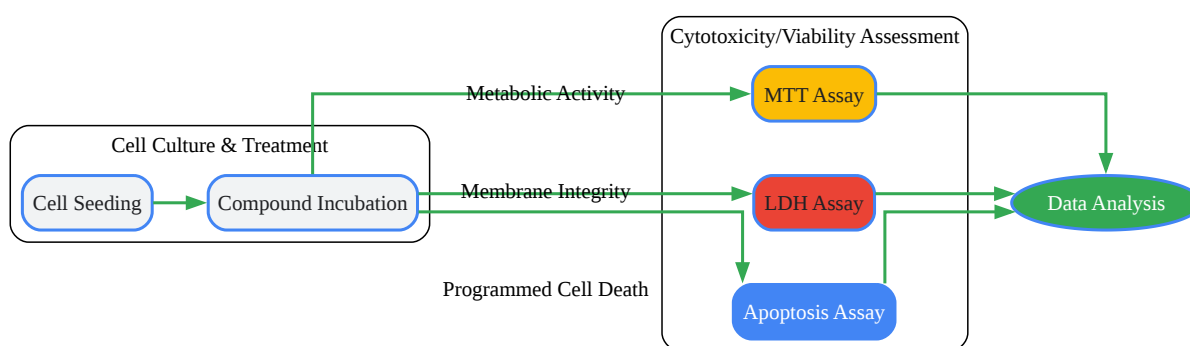 Cytotoxicity/Viability Assessment
Metabolic Activity
MTT Assay
Cell Culture & Treatment
Cell Seeding
Compound Incubation
Membrane Integrity
LDH Assay
Data Analysis
Programmed Cell Death
Apoptosis Assay